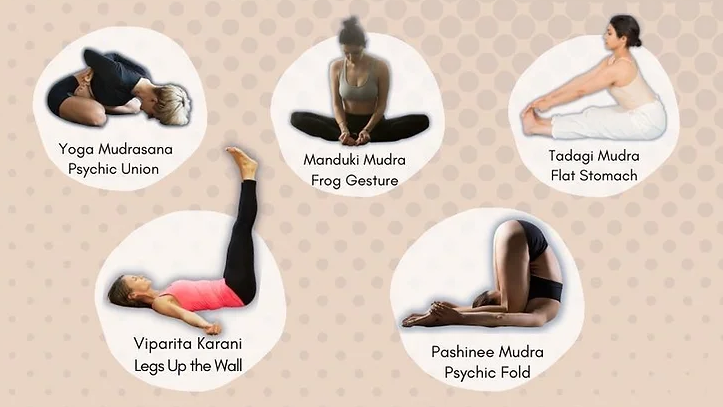 Yoga Mudrasana
Psychic Union
Manduki Mudra
Frog Gesture
Tadagi Mudra
Flat Stomach
Viparita Karani
Legs Up the Wall
Pashinee Mudra
Psychic Fold